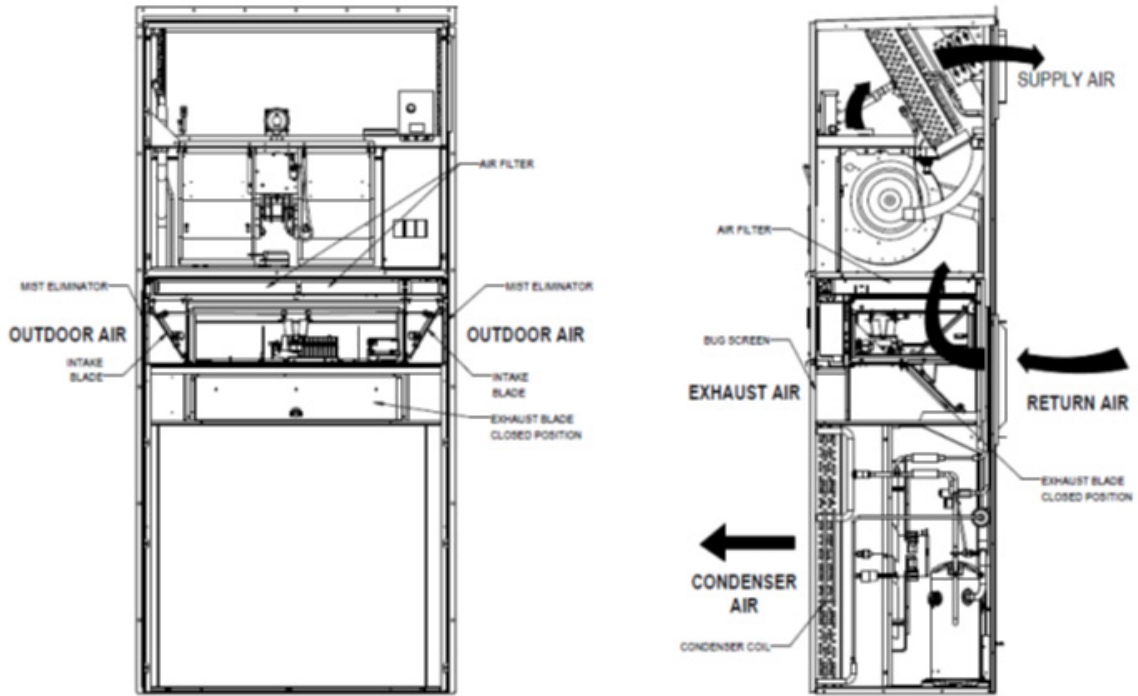 AIR FILTER
MIST ELIMINATOR
MIST ELIMINATOR
OUTDOOR AIR
OUTDOOR AIR
INTAKE
BLADE
INTAKE
BLADE
EXHAUST BLADE
CLOSED POSITION
SUPPLY AIR
AIR FILTER
BUG SCREEN
EXHAUST AIR
RETURN AIR
EXHAUST BLADE
CLOSED POSITION
CONDENSER
AIR
CONDENSER COIL